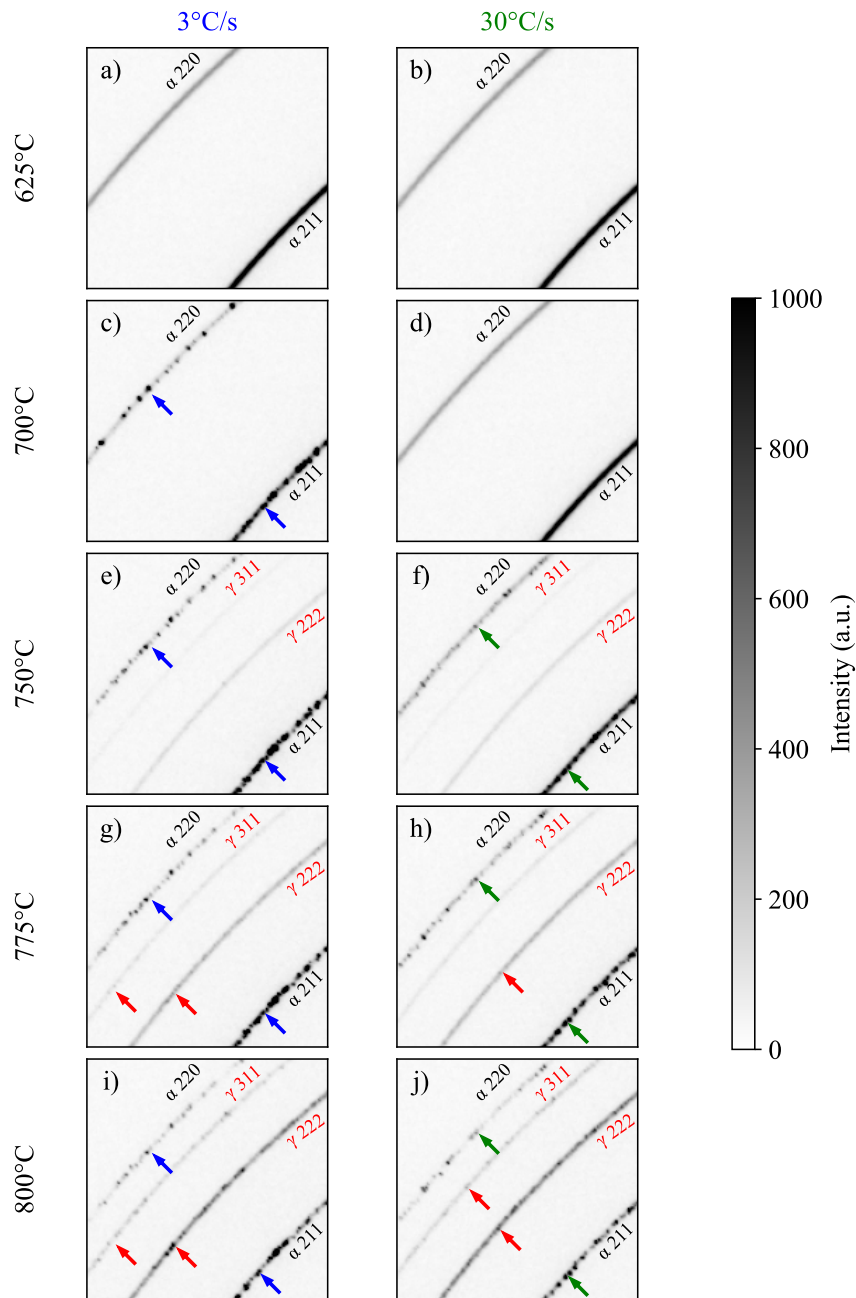 3°C/s
30°C/s
625°C
a)
α 220
α 211
b)
α 220
α 211
700°C
c)
α 220
α 211
d)
α 220
α 211
750°C
e)
α 220
γ 311
γ 222
α 211
f)
α 220
γ 311
γ 222
α 211
775°C
g)
α 220
γ 311
γ 222
α 211
h)
α 220
γ 311
γ 222
α 211
800°C
i)
α 220
γ 311
γ 222
α 211
j)
α 220
γ 311
γ 222
α 211
1000
800
600
400
200
0
Intensity (a.u.)